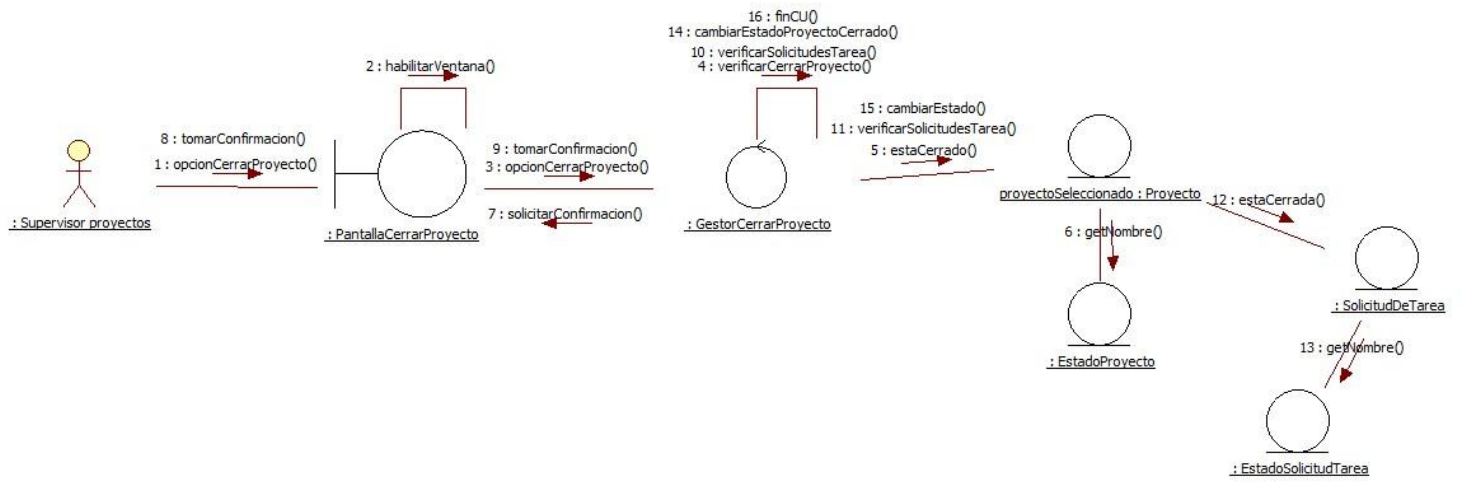 16 : finCU()
14 : cambiarEstadoProyectoCerrado()
10 : verificarSolicitudesTarea()
4 : verificarCerrarProyecto()
2 : habilitarVentana()
15 : cambiarEstado()
11 : verificarSolicitudesTarea()
5 : estaCerrado()
8 : tomarConfirmacion()
1 : opcionCerrarProyecto()
9 : tomarConfirmacion()
3 : opcionCerrarProyecto()
7 : solicitarConfirmacion()
: Supervisor proyectos
: PantallaCerrarProyecto
: GestorCerrarProyecto
proyectoSeleccionado : Proyecto
12 : estaCerrada()
6 : getNombre()
: SolicitudDeTarea
13 : getNombre()
: EstadoProyecto
: EstadoSolicitudTarea